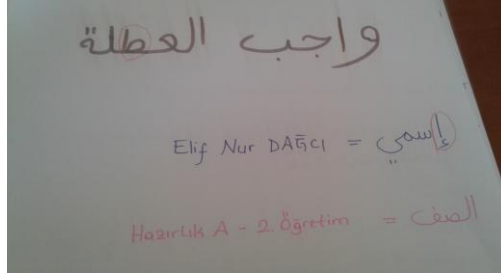 واجب العطلة
إسمي = Elif Nur DAĞCI
الصف = Hazırlık A - 2. Öğretim